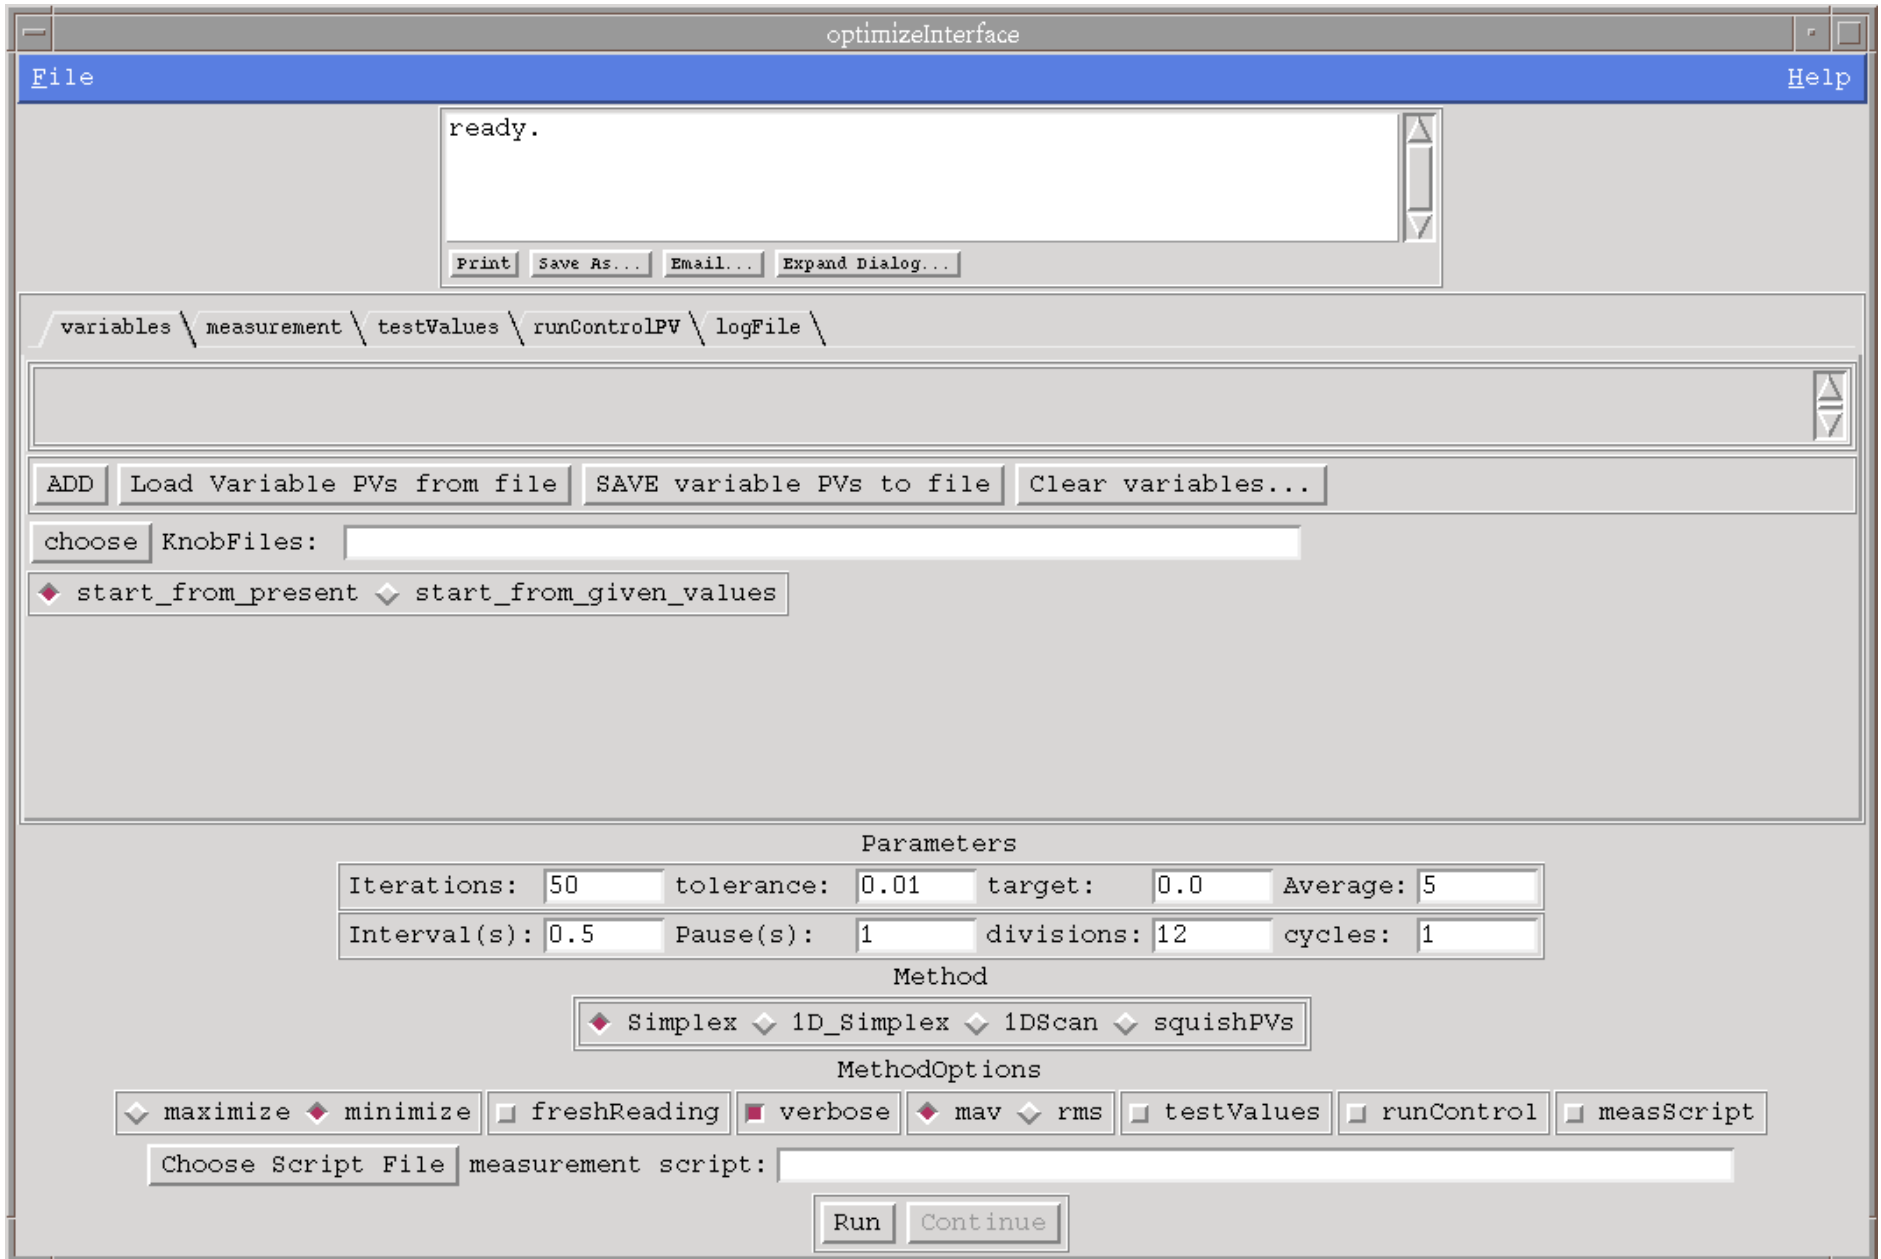 optimizeInterface
File Help
ready.
Print Save As... Email... Expand Dialog...
variables measurement testValues runControlPV logFile
ADD Load Variable PVs from file SAVE variable PVs to file Clear variables...
choose KnobFiles:
start_from_present start_from_given_values
Parameters
Iterations: 50 tolerance: 0.01 target: 0.0 Average: 5
Interval(s): 0.5 Pause(s): 1 divisions: 12 cycles: 1
Method
Simplex 1D_Simplex 1DScan squishPVs
MethodOptions
maximize minimize freshReading verbose mav rms testValues runControl measScript
Choose Script File measurement script:
Run Continue